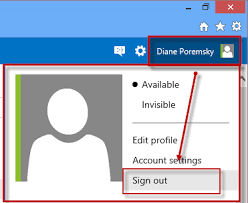 Diane Poremsky
Available
Invisible
Edit profile
Account settings
Sign out